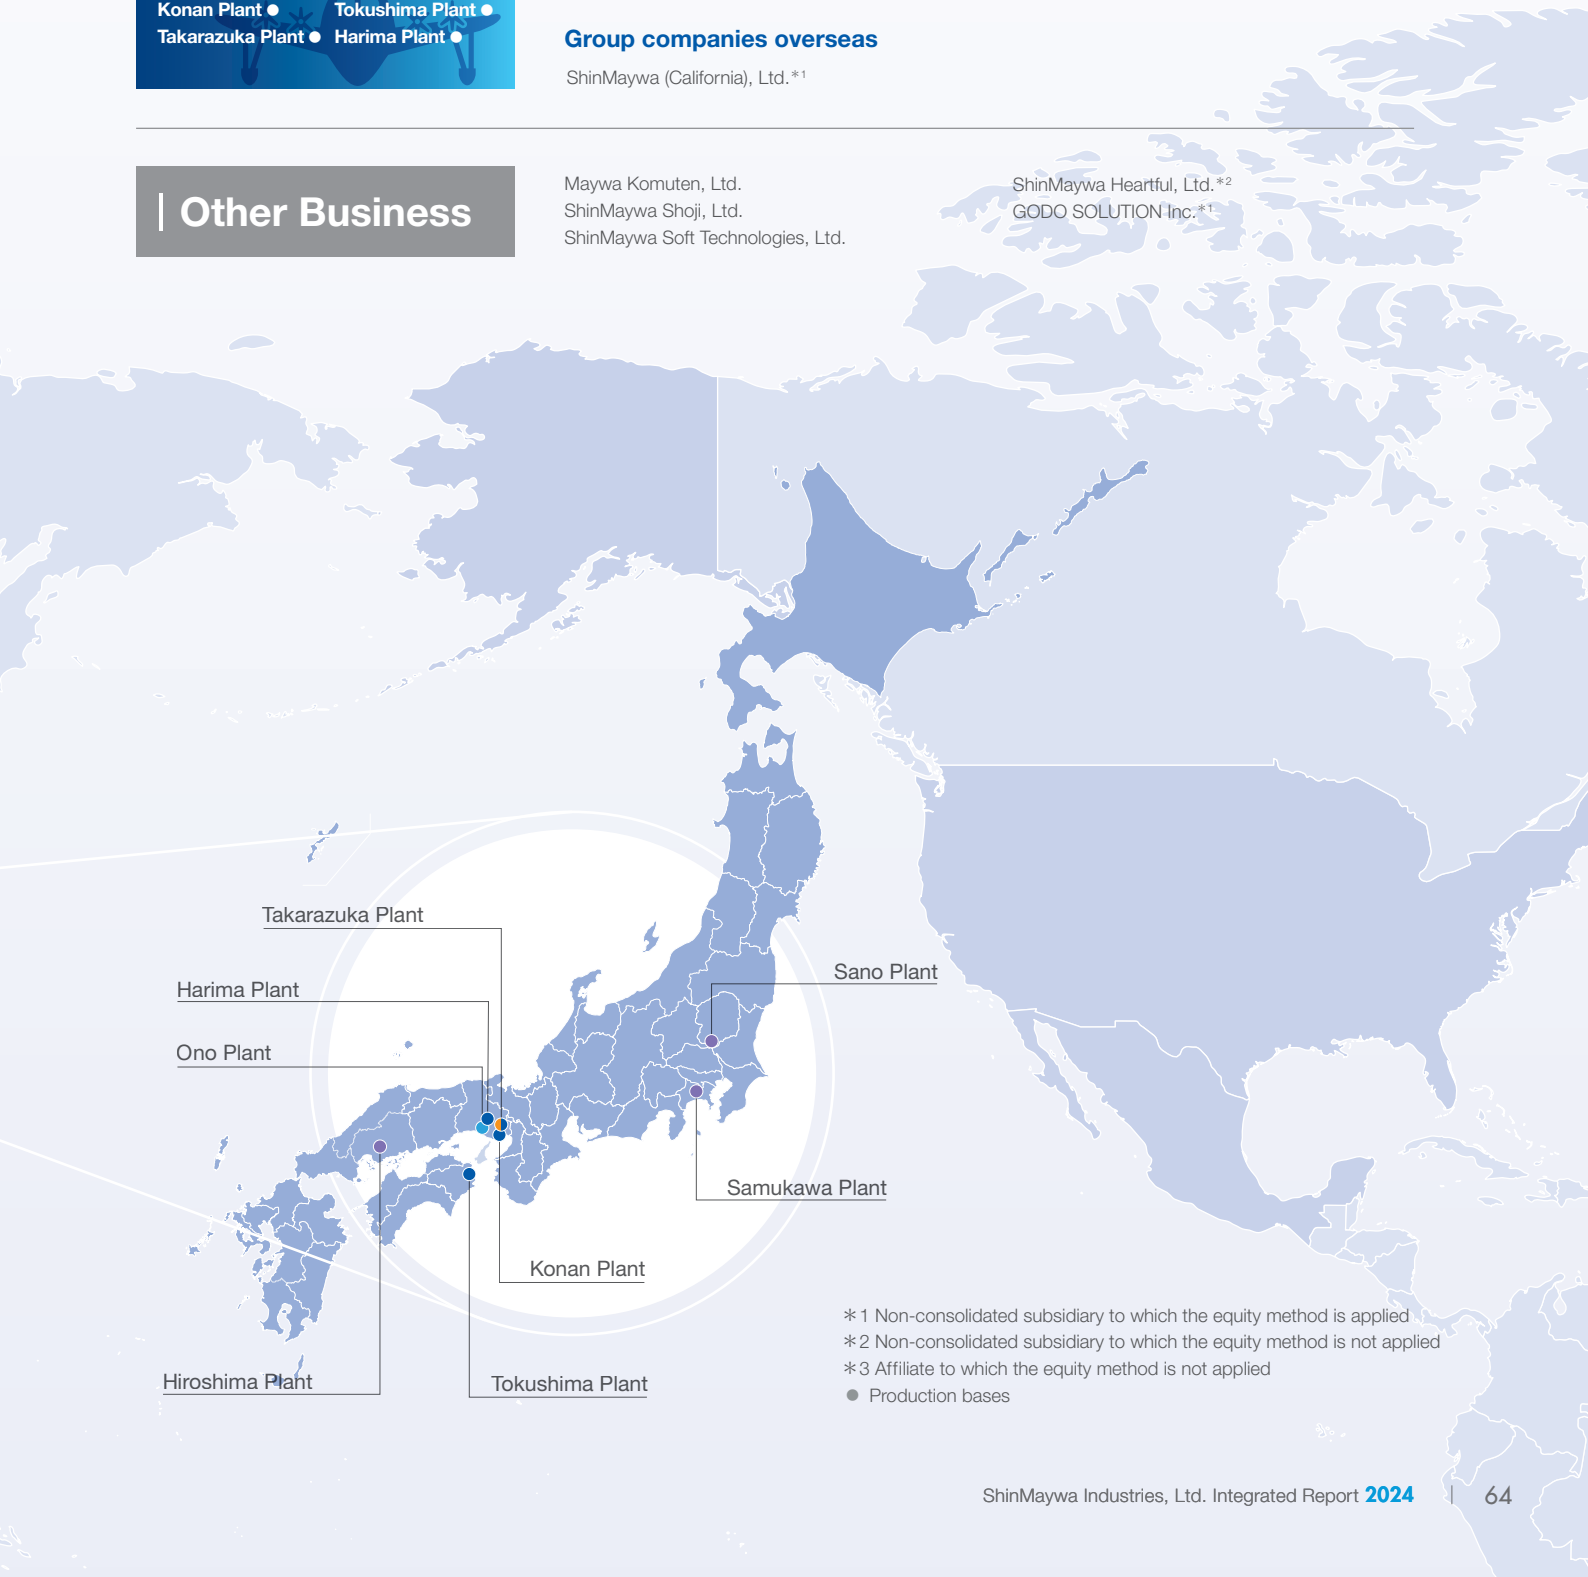 Konan Plant ● Tokushima Plant ●
Takarazuka Plant ● Harima Plant ●
Group companies overseas
ShinMaywa (California), Ltd.＊1
Other Business
Maywa Komuten, Ltd.
ShinMaywa Shoji, Ltd.
ShinMaywa Soft Technologies, Ltd.
ShinMaywa Heartful, Ltd.＊2
GODO SOLUTION Inc.＊1
Takarazuka Plant
Harima Plant
Ono Plant
Sano Plant
Samukawa Plant
Konan Plant
Hiroshima Plant
Tokushima Plant
＊1 Non-consolidated subsidiary to which the equity method is applied
＊2 Non-consolidated subsidiary to which the equity method is not applied
＊3 Affiliate to which the equity method is not applied
● Production bases
ShinMaywa Industries, Ltd. Integrated Report 2024 | 64